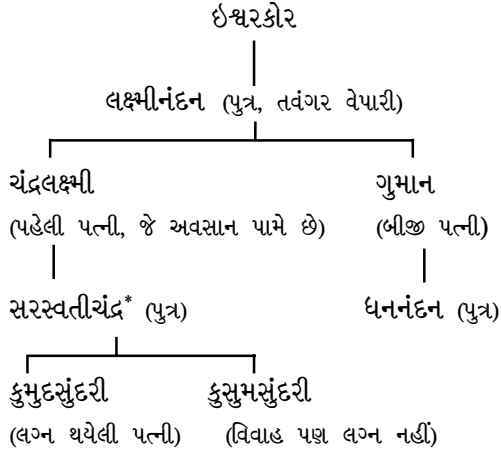 ઇશ્વરકોર
લક્ષ્મીનંદન (પુત્ર, તવંગર વેપારી)
ચંદ્રલક્ષ્મી ગુમાન
(પહેલી પત્ની, જે અવસાન પામે છે) (બીજી પત્ની)
સરસ્વતીચંદ્ર* (પુત્ર) ધનનંદન (પુત્ર)
કુમુદસુંદરી કુસુમસુંદરી
(લગ્ન થયેલી પત્ની) (વિવાહ પણ લગ્ન નહીં)